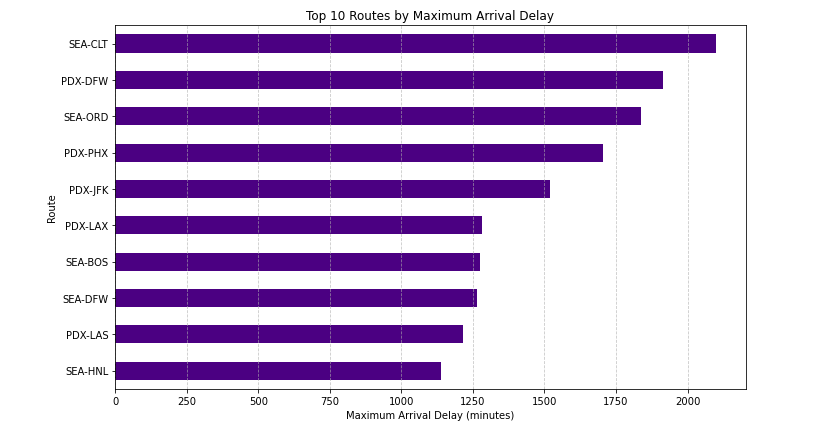 Top 10 Routes by Maximum Arrival Delay
SEA-CLT
PDX-DFW
SEA-ORD
PDX-PHX
PDX-JFK
PDX-LAX
SEA-BOS
SEA-DFW
PDX-LAS
SEA-HNL
Route
0 250 500 750 1000 1250 1500 1750 2000
Maximum Arrival Delay (minutes)